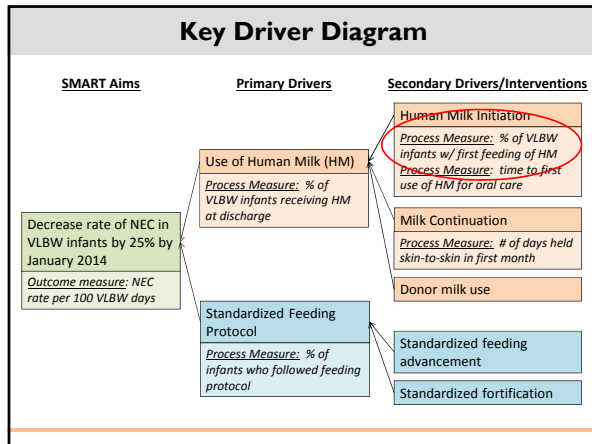 Key Driver Diagram
SMART Aims
Primary Drivers
Secondary Drivers/Interventions
Decrease rate of NEC in
VLBW infants by 25% by
January 2014
Outcome measure: NEC
rate per 100 VLBW days
Use of Human Milk (HM)
Process Measure: % of
VLBW infants receiving HM
at discharge
Standardized Feeding
Protocol
Process Measure: % of
infants who followed feeding
protocol
Human Milk Initiation
Process Measure: % of VLBW
infants w/ first feeding of HM
Process Measure: time to first
use of HM for oral care
Milk Continuation
Process Measure: # of days held
skin-to-skin in first month
Donor milk use
Standardized feeding
advancement
Standardized fortification